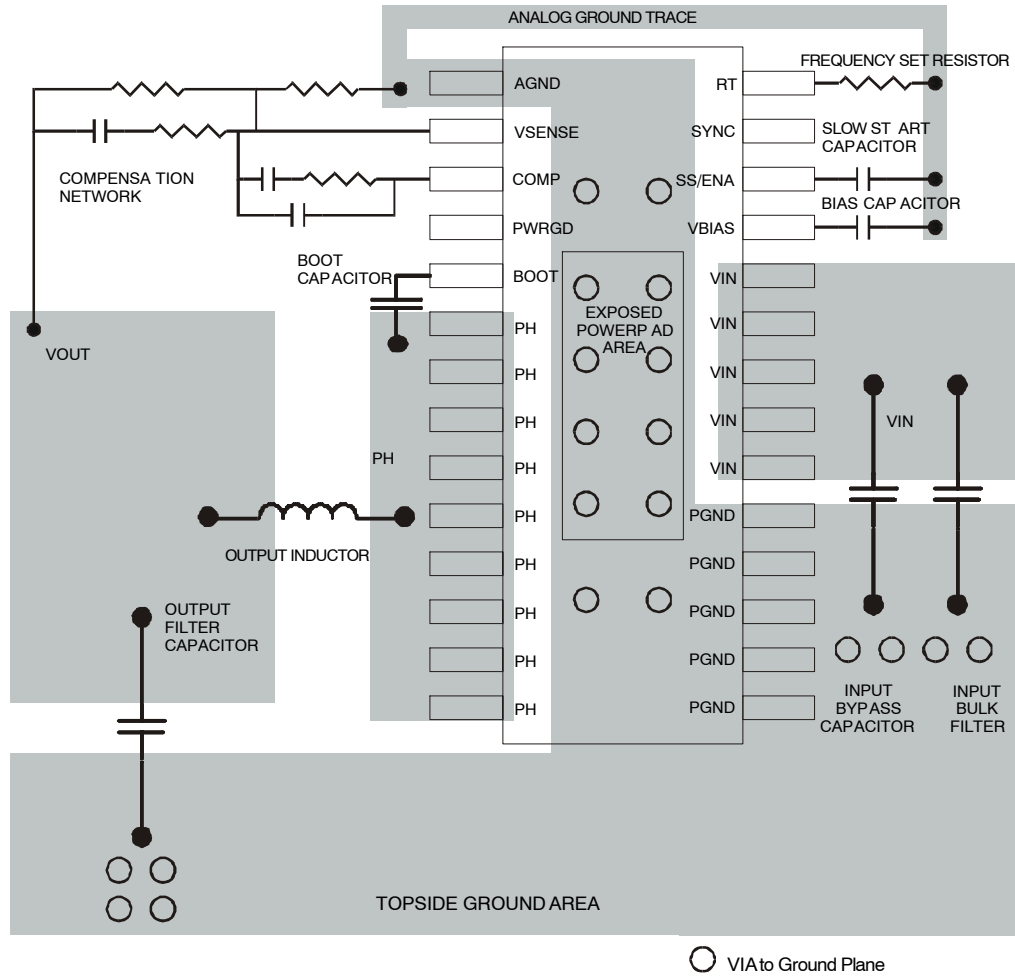 ANALOG GROUND TRACE
FREQUENCY SET RESISTOR
AGND
RT
VSENSE
SYNC
SLOW ST ART
CAPACITOR
COMPENSA TION
NETWORK
COMP
SS/ENA
BIAS CAP ACITOR
PWRGD
VBIAS
BOOT
CAPACITOR
BOOT
VIN
EXPOSED
POWERP AD
AREA
PH
VIN
VOUT
PH
VIN
PH
VIN
VIN
PH
PH
VIN
PH
PGND
OUTPUT INDUCTOR
PH
PGND
OUTPUT
FILTER
CAPACITOR
PH
PGND
PH
PGND
PH
PGND
INPUT
BYPASS
CAPACITOR
INPUT
BULK
FILTER
TOPSIDE GROUND AREA
VIA to Ground Plane